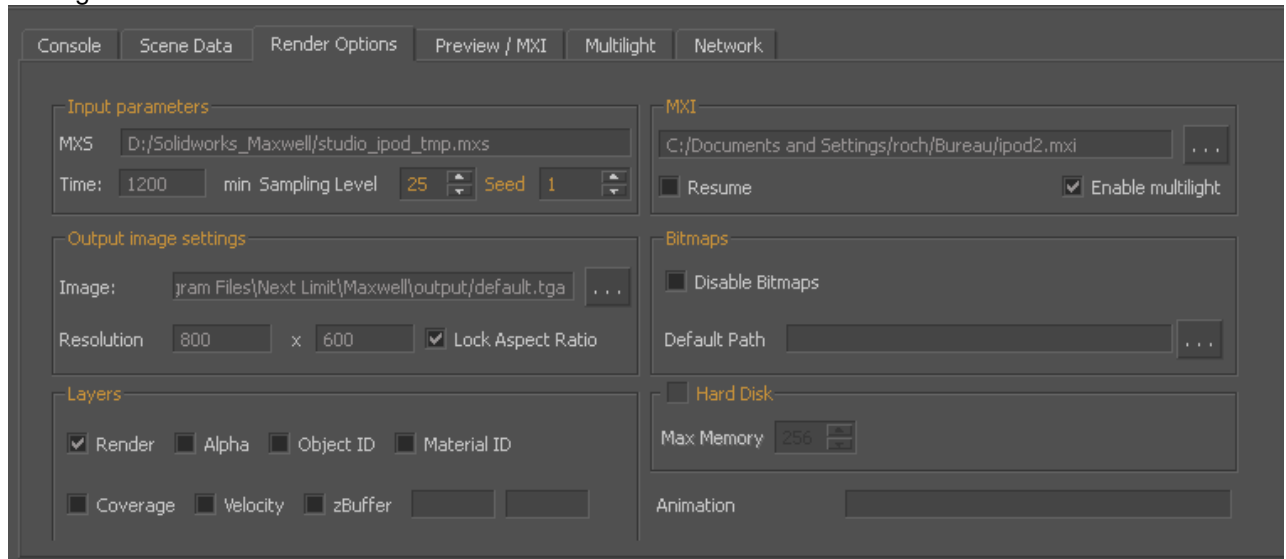 Console Scene Data Render Options Preview / MXI Multilight Network
Input parameters
MXS D:/Solidworks_Maxwell/studio_ipod_tmp.mxs
Time: 1200 min Sampling Level 25 Seed 1
MXI
C:/Documents and Settings/roch/Bureau/ipod2.mxi ...
Resume Enable multilight
Output image settings
Image: gram Files\Next Limit\Maxwell\output/default.tga ...
Resolution 800 x 600 Lock Aspect Ratio
Bitmaps
Disable Bitmaps
Default Path ...
Layers
Render Alpha Object ID Material ID
Coverage Velocity zBuffer
Hard Disk
Max Memory 256
Animation